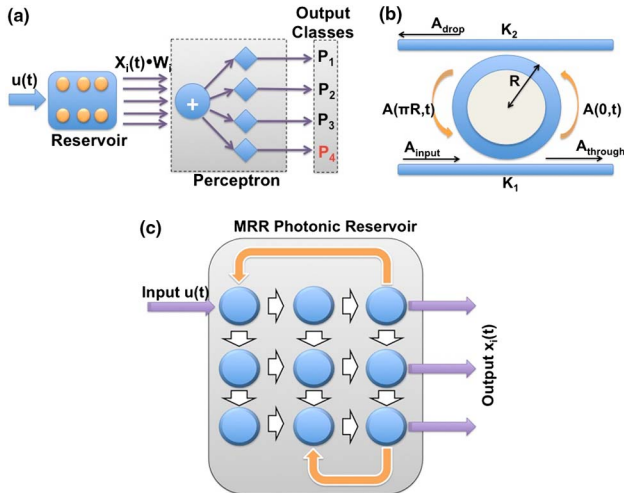 (a)
Output
Classes
u(t)
X_i(t)•W_i
P_1
P_2
P_3
P_4
+
Reservoir
Perceptron
(b)
A_drop
K_2
R
A(πR,t)
A(0,t)
A_input
A_through
K_1
(c)
MRR Photonic Reservoir
Input u(t)
Output x_i(t)